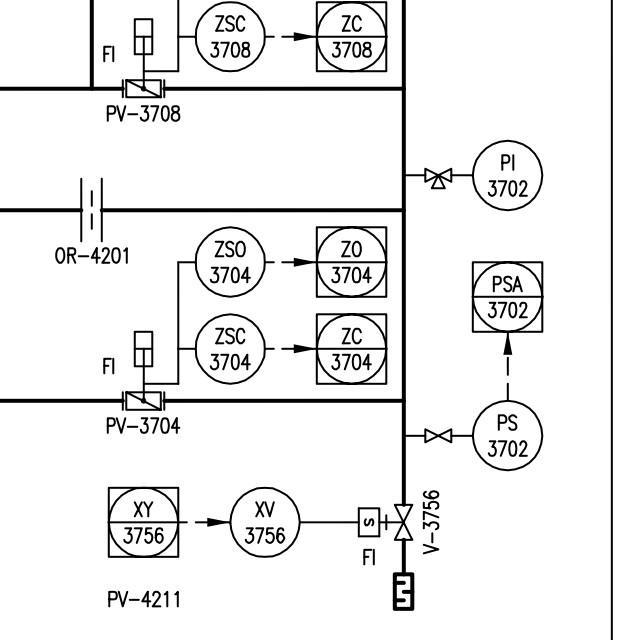 ZSC
3708
ZC
3708
FI
PV-3708
PI
3702
OR-4201
ZSO
3704
ZO
3704
PSA
3702
ZSC
3704
ZC
3704
FI
PV-3704
PS
3702
XY
3756
XV
3756
S
V-3756
FI
PV-4211